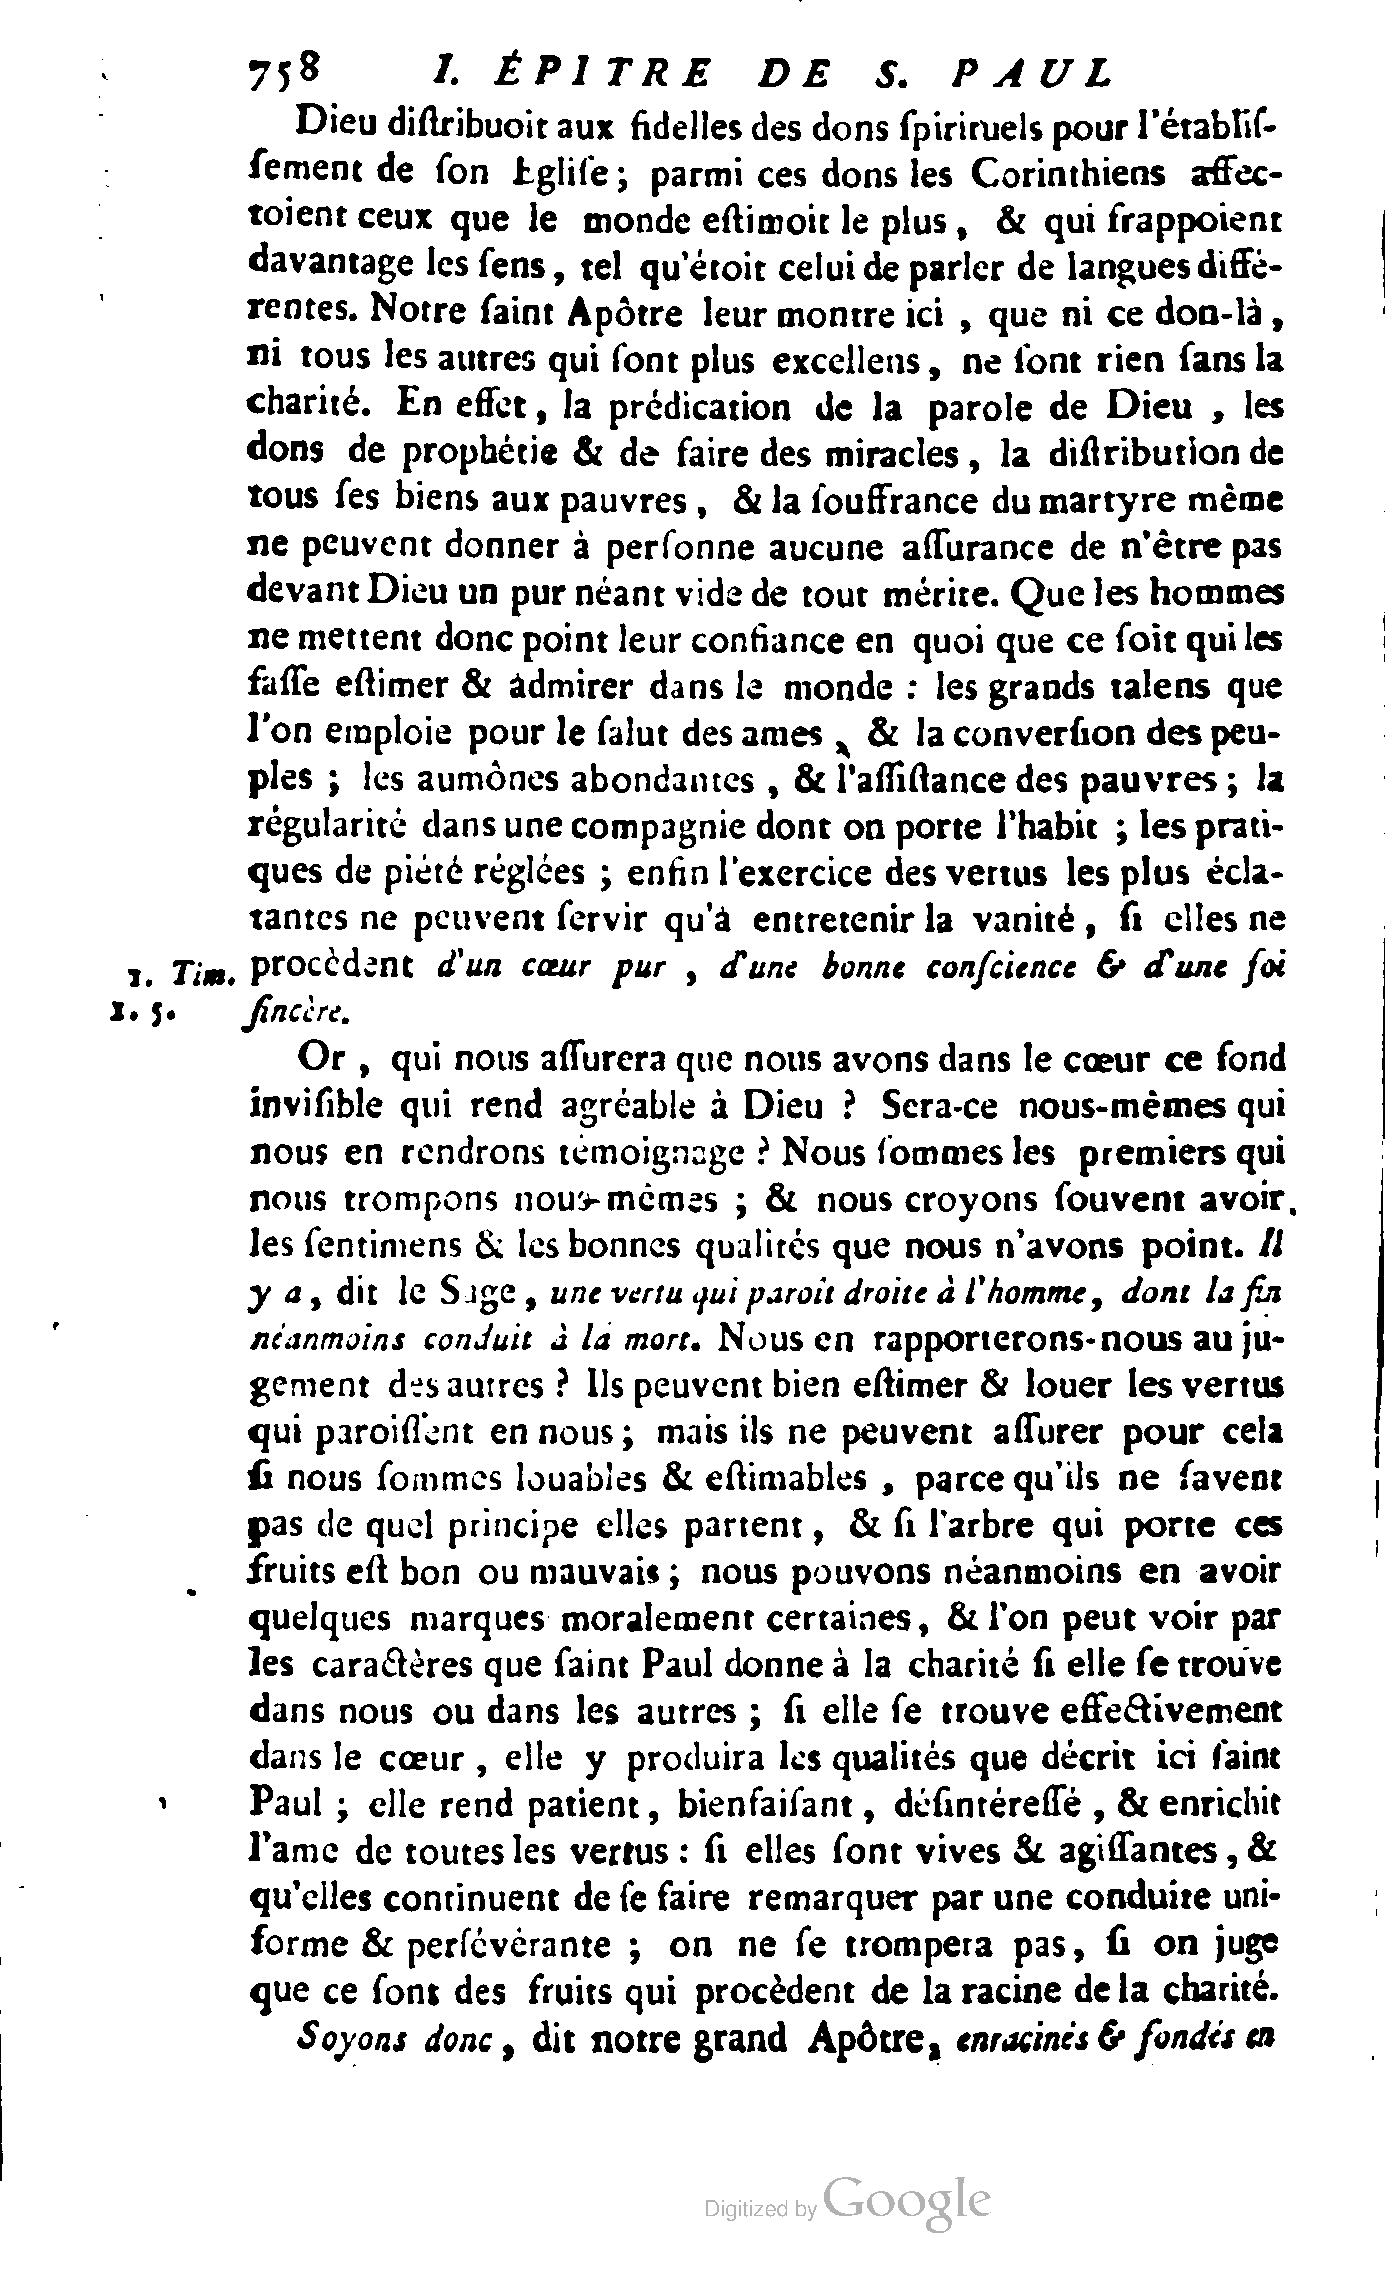 758 I. ÉPITRE DE S. PAUL
Dieu diſtribuoit aux fidelles des dons ſpirituels pour l'établiſ-
ſement de ſon Egliſe ; parmi ces dons les Corinthiens affec-
toient ceux que le monde eſtimoit le plus , & qui frappoient
davantage les ſens , tel qu'étoit celui de parler de langues diffé-
rentes. Notre ſaint Apôtre leur montre ici , que ni ce don-là ,
ni tous les autres qui ſont plus excellens , ne ſont rien ſans la
charité. En effet , la prédication de la parole de Dieu , les
dons de prophétie & de faire des miracles , la diſtribution de
tous ſes biens aux pauvres , & la ſouffrance du martyre même
ne peuvent donner à perſonne aucune aſſurance de n'être pas
devant Dieu un pur néant vide de tout mérite. Que les hommes
ne mettent donc point leur confiance en quoi que ce ſoit qui les
faſſe eſtimer & admirer dans le monde : les grands talens que
l'on emploie pour le ſalut des ames , & la converſion des peu-
ples ; les aumônes abondantes , & l'aſſiſtance des pauvres ; la
régularité dans une compagnie dont on porte l'habit ; les prati-
ques de piété réglées ; enfin l'exercice des vertus les plus écla-
tantes ne peuvent ſervir qu'à entretenir la vanité , ſi elles ne
1. Tim. procèdent d'un cœur pur , d'une bonne conſcience & d'une foi
1. 5. ſincère.
Or , qui nous aſſurera que nous avons dans le cœur ce fond
inviſible qui rend agréable à Dieu ? Sera-ce nous-mêmes qui
nous en rendrons témoignage ? Nous ſommes les premiers qui
nous trompons nous-mêmes ; & nous croyons ſouvent avoir.
les ſentimens & les bonnes qualités que nous n'avons point. Il
y a , dit le Sage , une vertu qui paroît droite à l'homme , dont la fin
néanmoins conduit à la mort. Nous en rapporterons-nous au ju-
gement des autres ? Ils peuvent bien eſtimer & louer les vertus
qui paroiſſent en nous ; mais ils ne peuvent aſſurer pour cela
ſi nous ſommes louables & eſtimables , parce qu'ils ne ſavent
pas de quel principe elles partent , & ſi l'arbre qui porte ces
fruits eſt bon ou mauvais ; nous pouvons néanmoins en avoir
quelques marques moralement certaines , & l'on peut voir par
les caractères que ſaint Paul donne à la charité ſi elle ſe trouve
dans nous ou dans les autres ; ſi elle ſe trouve effectivement
dans le cœur , elle y produira les qualités que décrit ici ſaint
Paul ; elle rend patient , bienfaiſant , déſintéreſſé , & enrichit
l'ame de toutes les vertus : ſi elles ſont vives & agiſſantes , &
qu'elles continuent de ſe faire remarquer par une conduite uni-
forme & perſévérante ; on ne ſe trompera pas , ſi on juge
que ce ſont des fruits qui procèdent de la racine de la charité.
Soyons donc , dit notre grand Apôtre , enracinés & fondés en
Digitized by Google